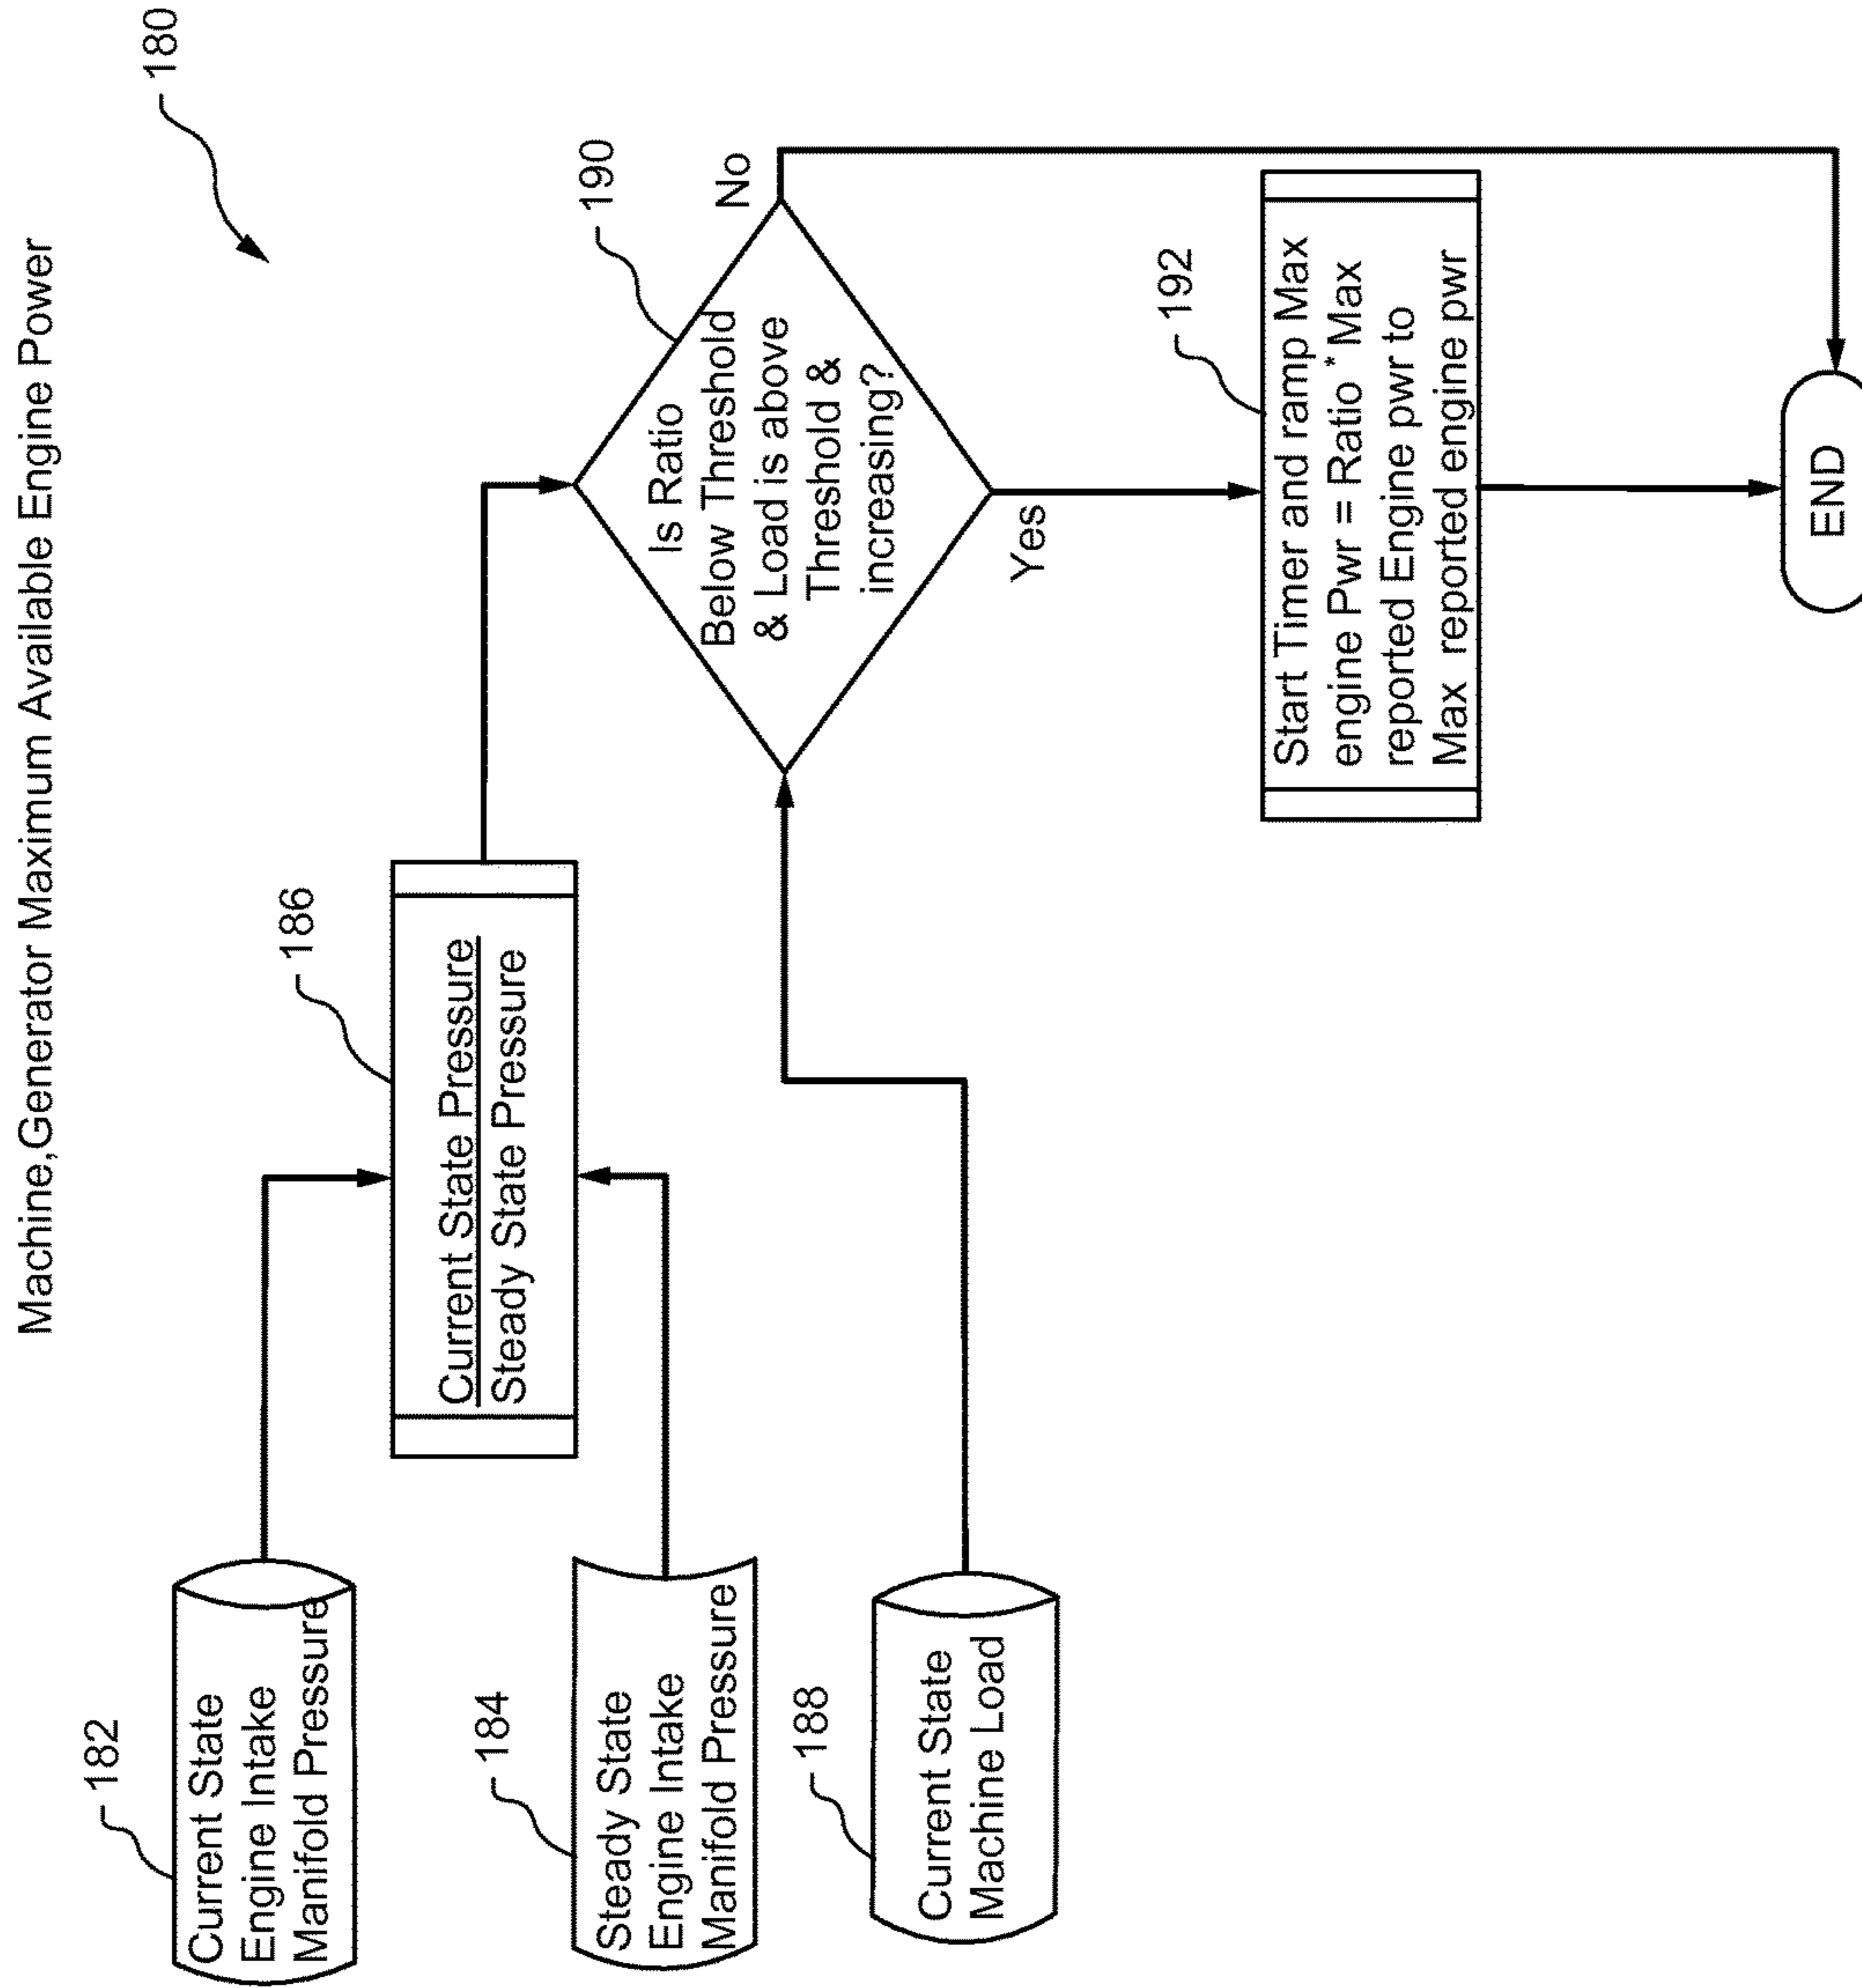 Machine,Generator Maximum Available Engine Power
180
182
Current State
Engine Intake
Manifold Pressure
184
Steady State
Engine Intake
Manifold Pressure
186
Current State Pressure
Steady State Pressure
188
Current State
Machine Load
190
Is Ratio
Below Threshold
& Load is above
Threshold &
increasing?
No
Yes
192
Start Timer and ramp Max
engine Pwr = Ratio * Max
reported Engine pwr to
Max reported engine pwr
END